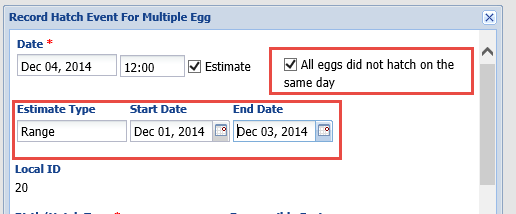 Record Hatch Event For Multiple Egg
Date *
Dec 04, 2014 12:00 Estimate All eggs did not hatch on the
same day
Estimate Type Start Date End Date
Range Dec 01, 2014 Dec 03, 2014
Local ID
20